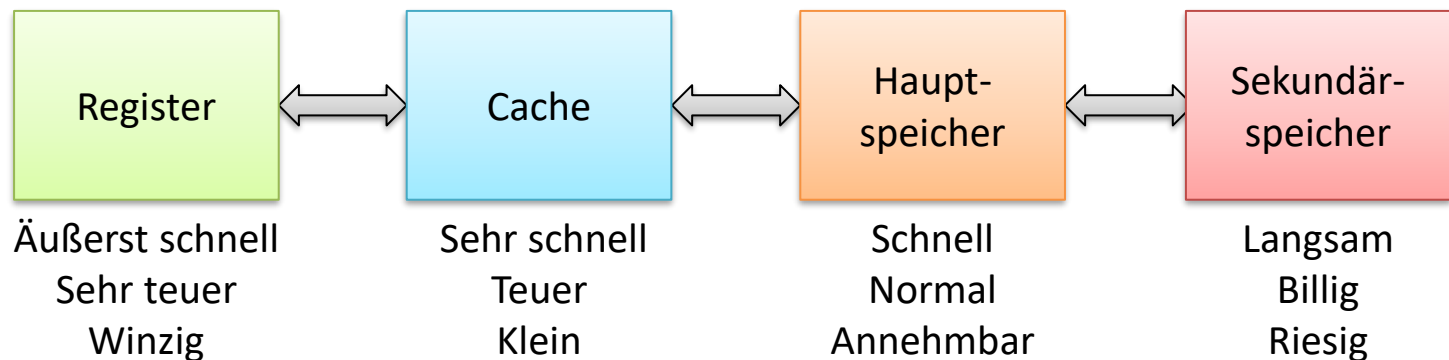 Register
Cache
Haupt-
speicher
Sekundär-
speicher
Äußerst schnell
Sehr teuer
Winzig
Sehr schnell
Teuer
Klein
Schnell
Normal
Annehmbar
Langsam
Billig
Riesig